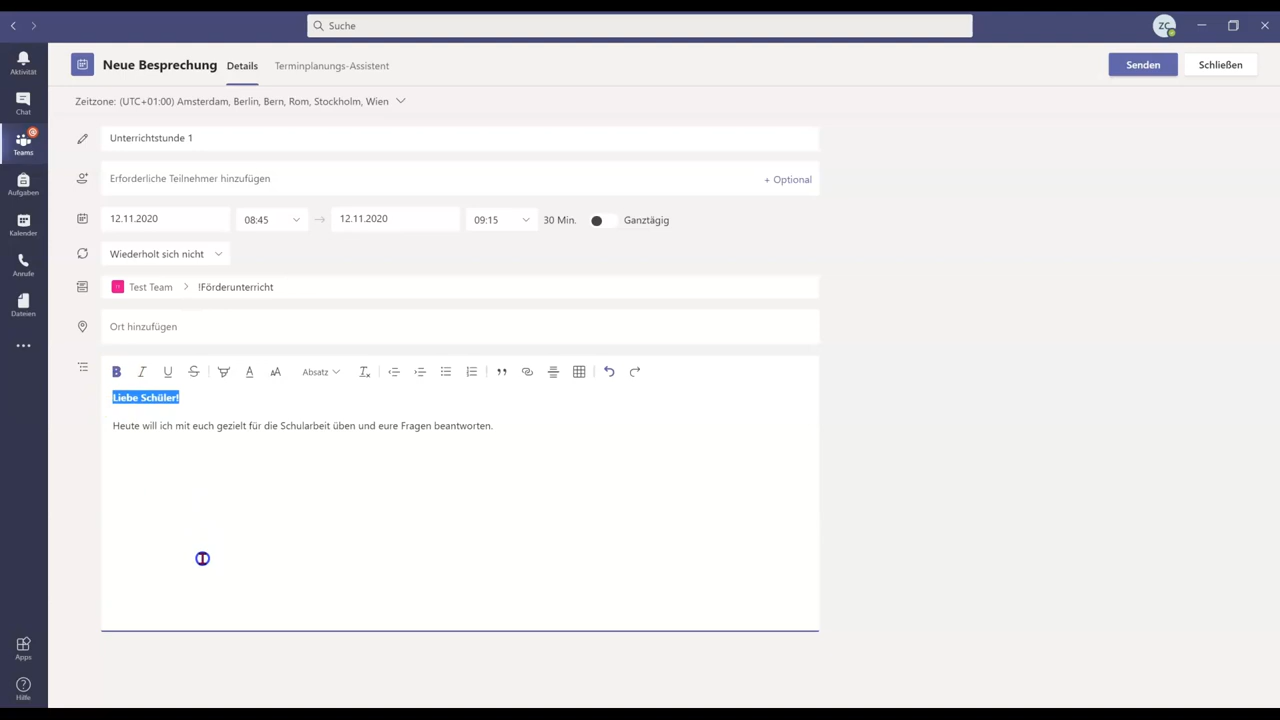 Suche
ZC
Aktivität
Chat
Teams
Aufgaben
Kalender
Anrufe
Dateien
Apps
Hilfe
Neue Besprechung Details Terminplanungs-Assistent Senden Schließen
Zeitzone: (UTC+01:00) Amsterdam, Berlin, Bern, Rom, Stockholm, Wien
Unterrichtstunde 1
Erforderliche Teilnehmer hinzufügen + Optional
12.11.2020 08:45 → 12.11.2020 09:15 30 Min. Ganztägig
Wiederholt sich nicht
Test Team > !Förderunterricht
Ort hinzufügen
B I U S A AA Absatz Tx
Liebe Schüler!
Heute will ich mit euch gezielt für die Schularbeit üben und eure Fragen beantworten.